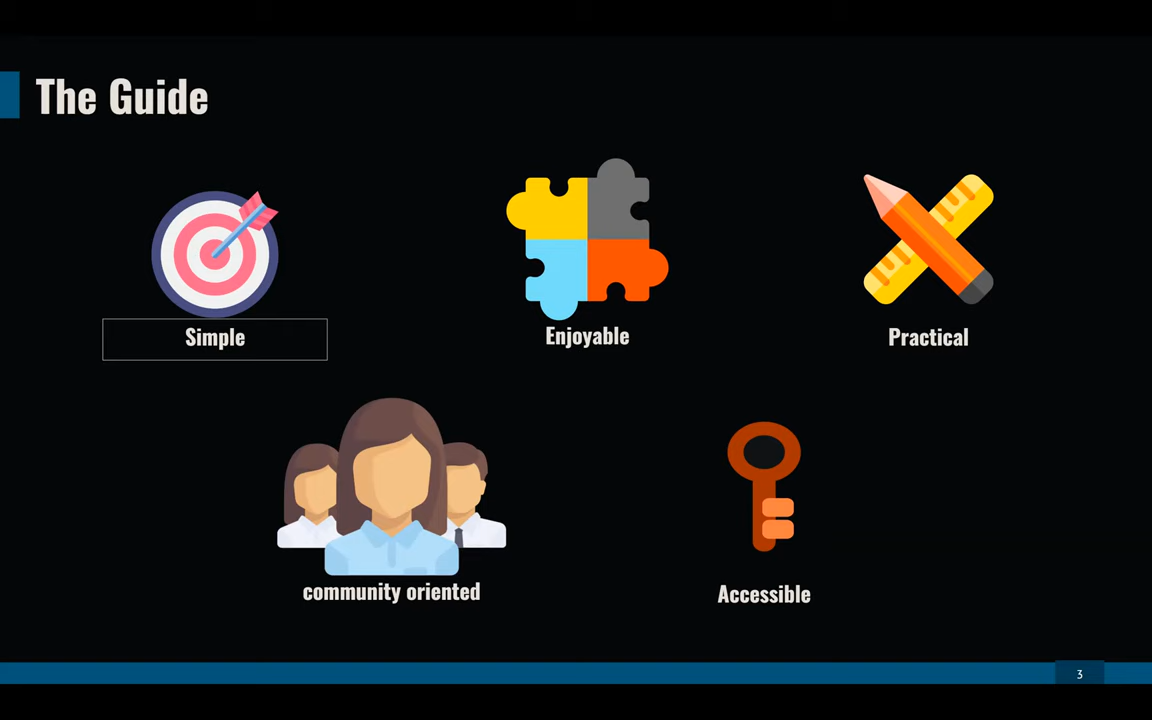 The Guide
Simple
Enjoyable
Practical
community oriented
Accessible
3